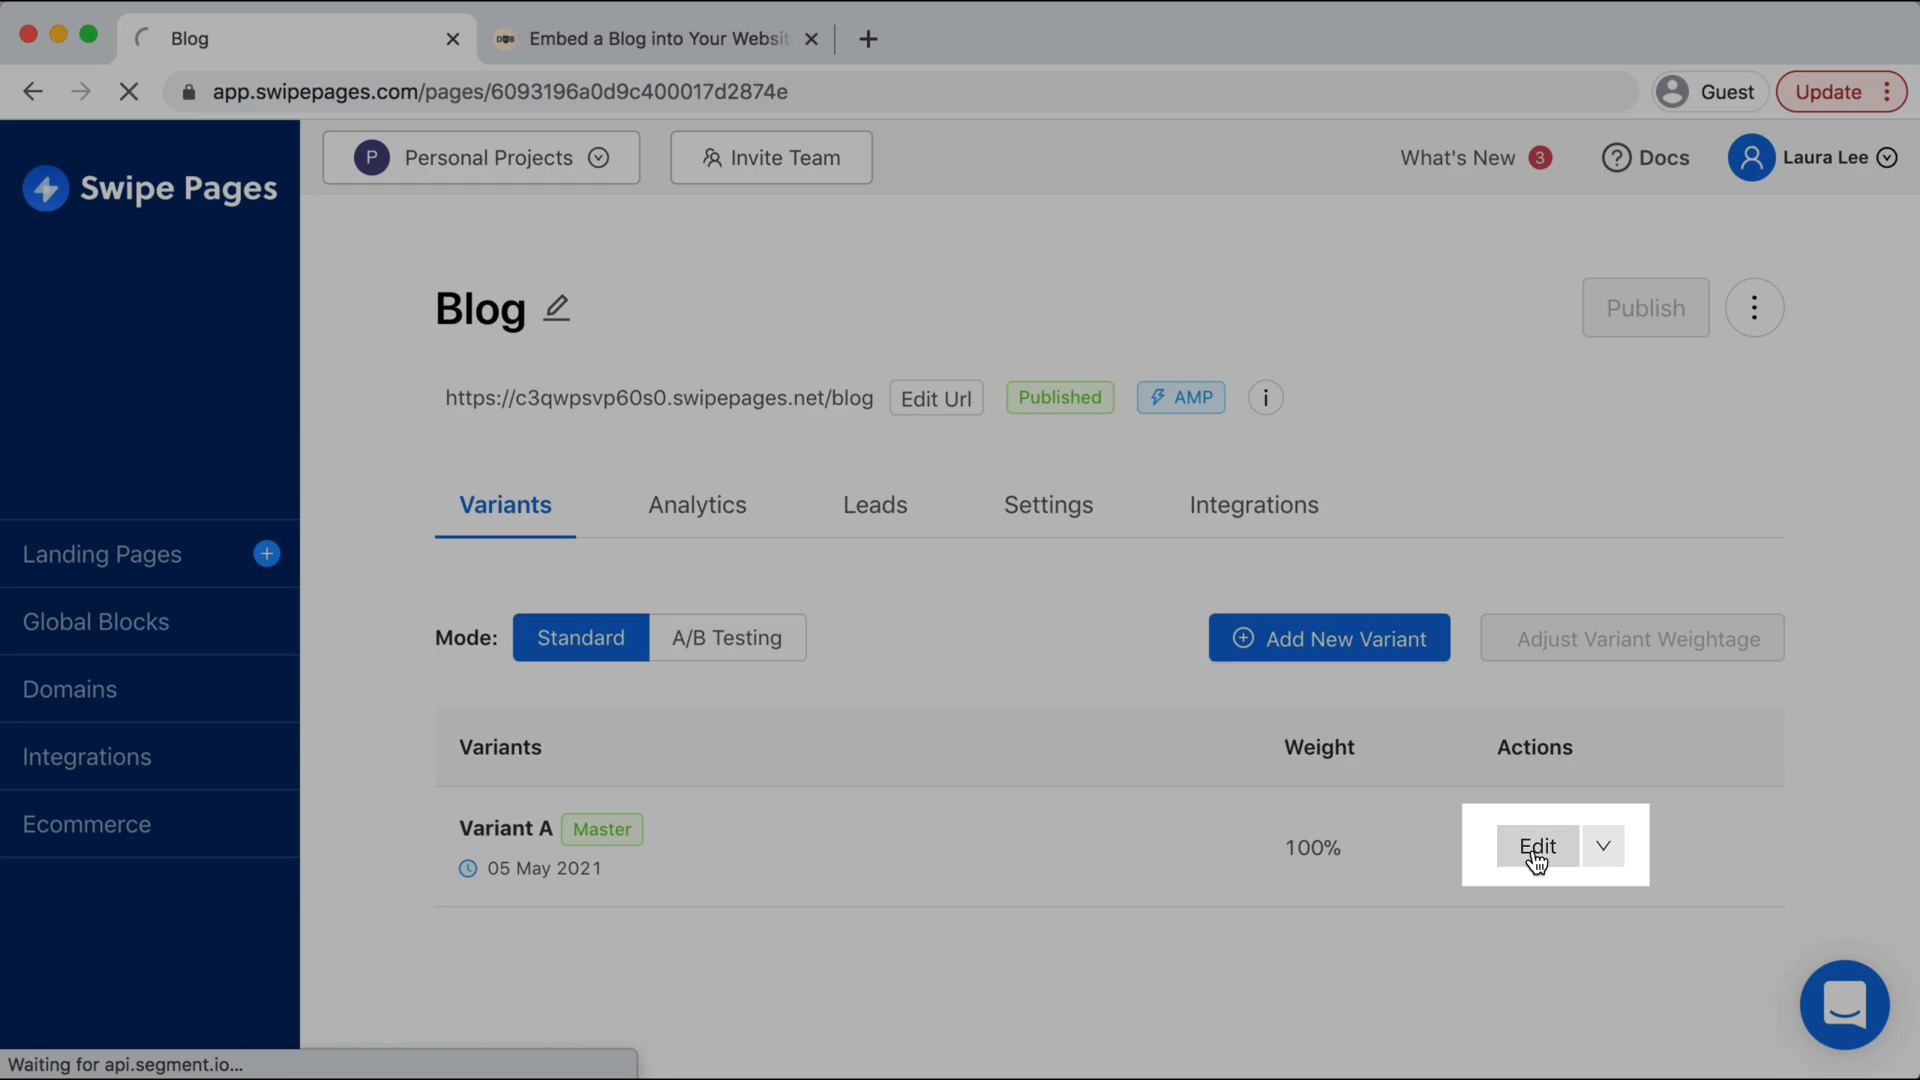 Blog
Embed a Blog into Your Websit
app.swipepages.com/pages/6093196a0d9c400017d2874e
Guest
Update
Swipe Pages
P Personal Projects
Invite Team
What's New 3
? Docs
Laura Lee
Blog
Publish
https://c3qwpsvp60s0.swipepages.net/blog
Edit Url
Published
AMP
i
Variants
Analytics
Leads
Settings
Integrations
Landing Pages
Global Blocks
Domains
Integrations
Ecommerce
Mode:
Standard
A/B Testing
Add New Variant
Adjust Variant Weightage
Variants
Weight
Actions
Variant A
Master
05 May 2021
100%
Edit
Waiting for api.segment.io...